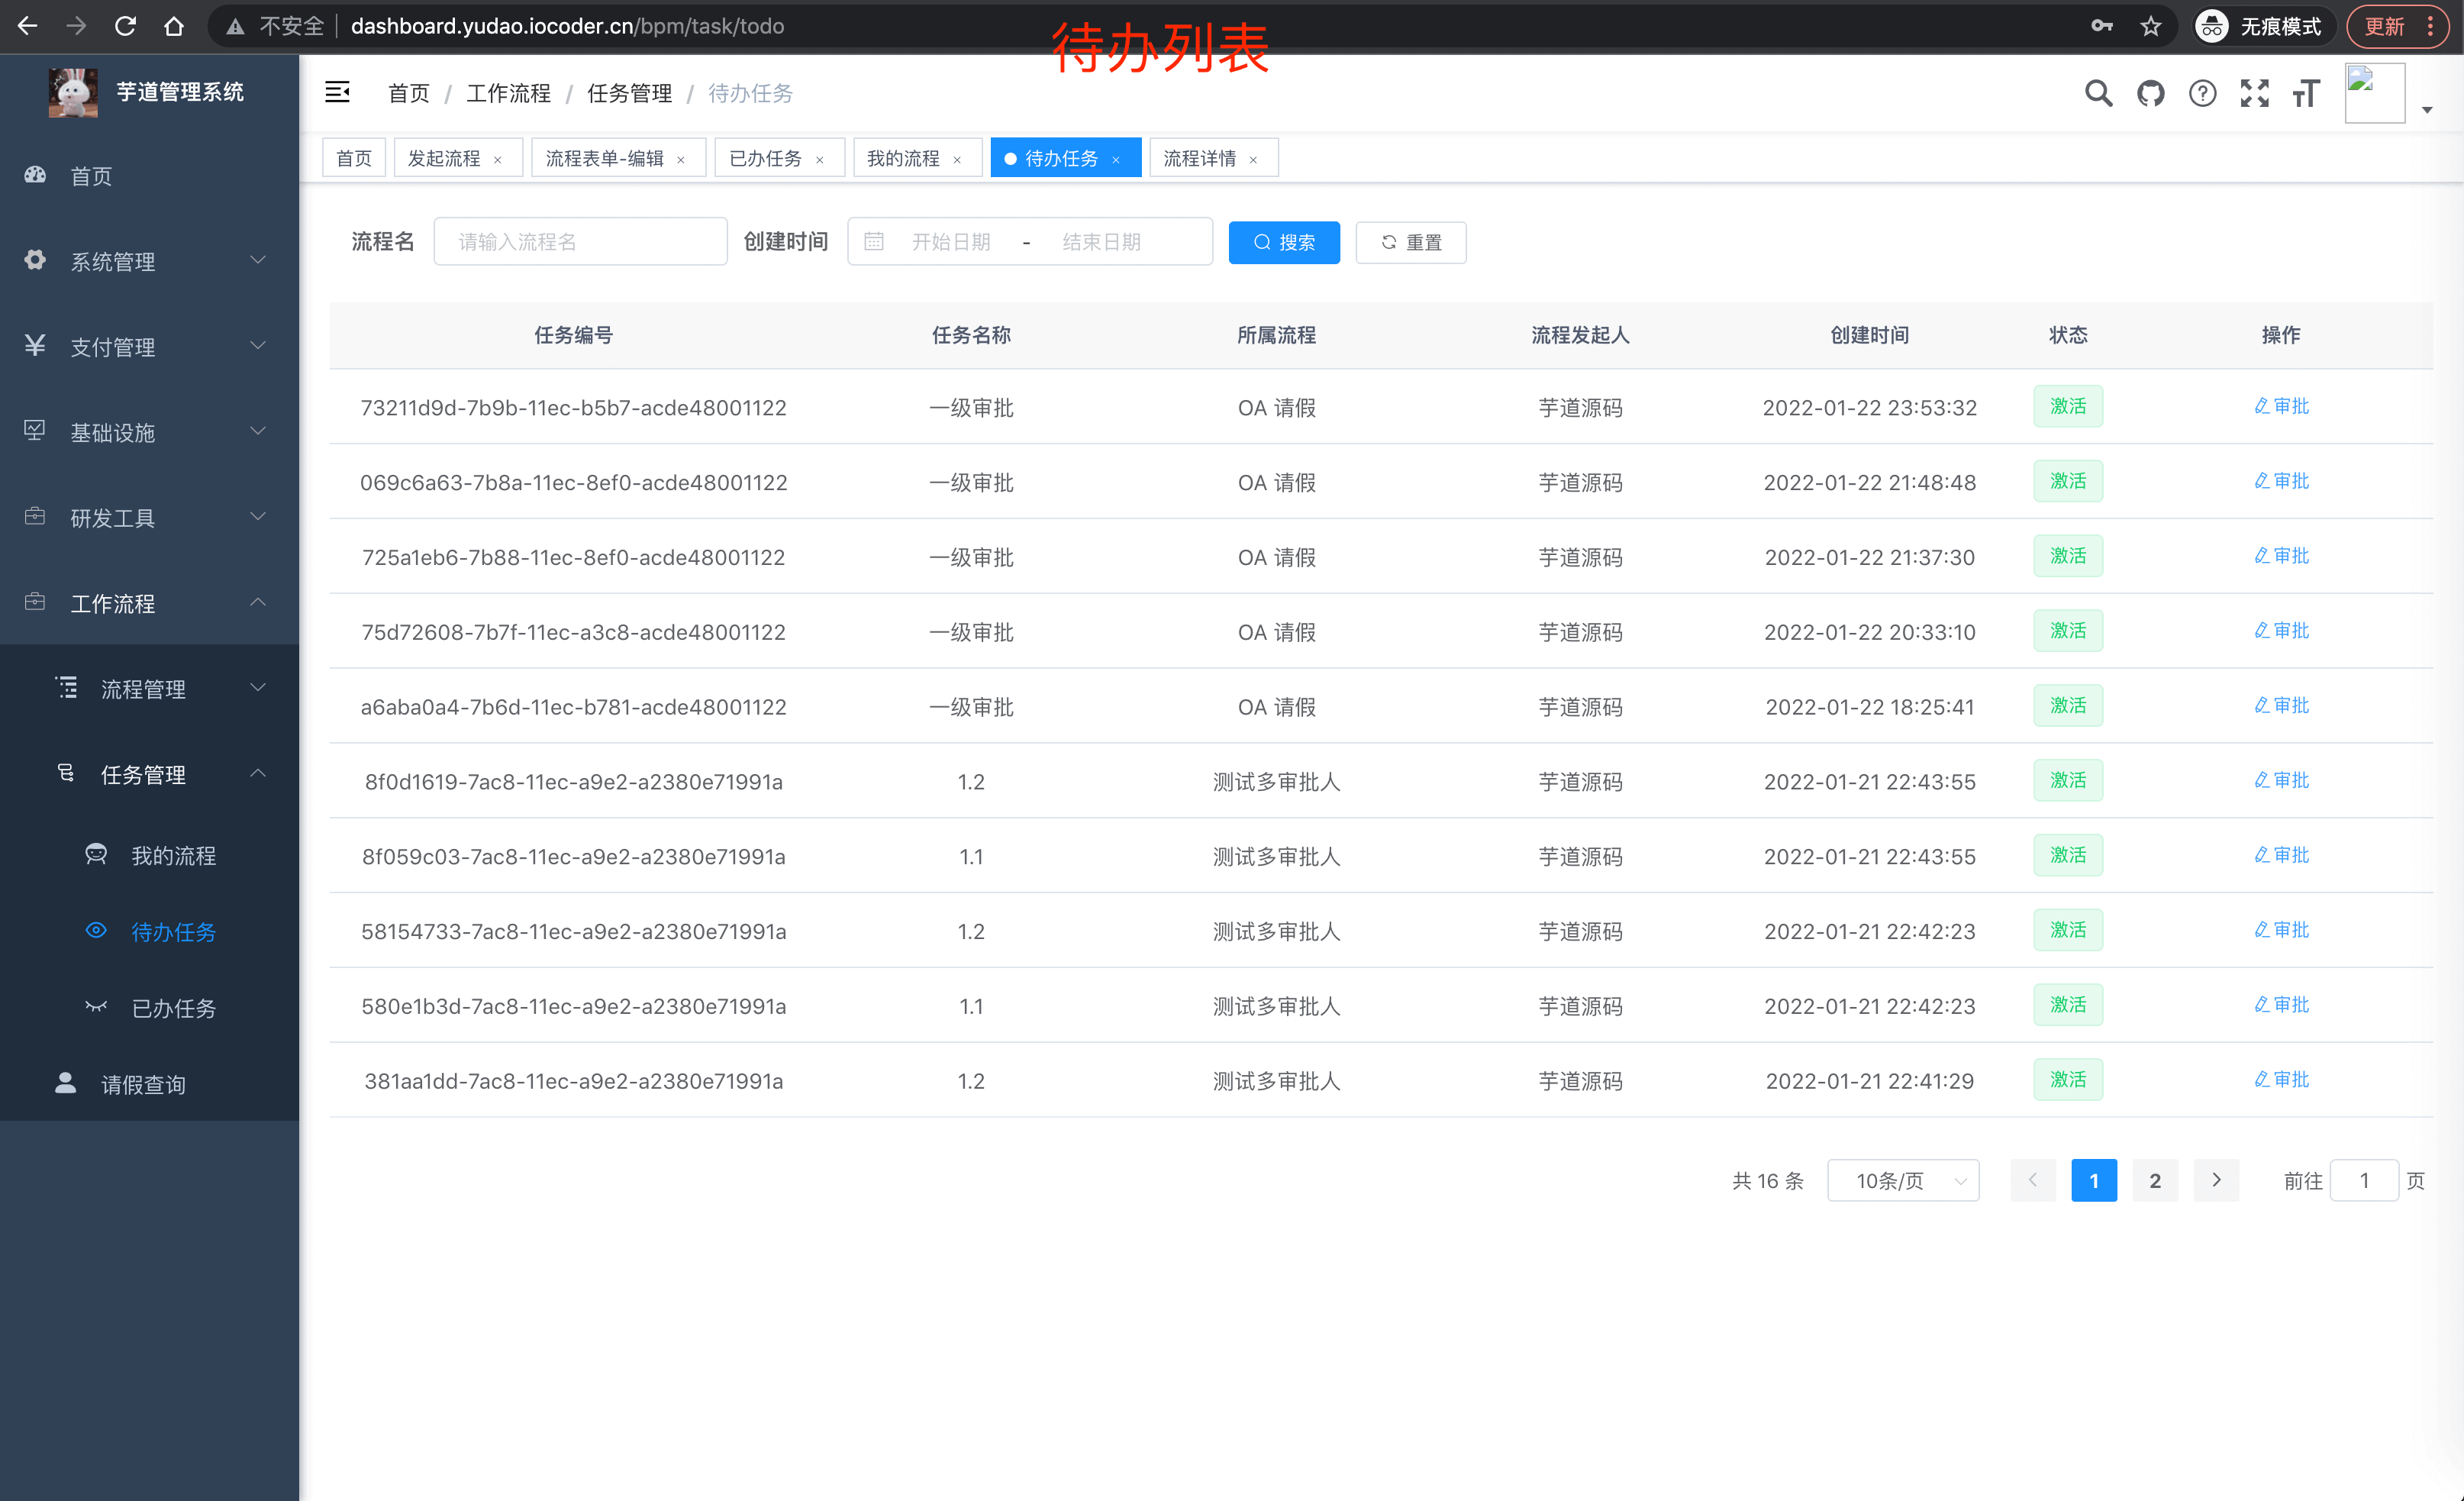 不安全 dashboard.yudao.iocoder.cn/bpm/task/todo 无痕模式 更新
待办列表
芋道管理系统
首页
系统管理
支付管理
基础设施
研发工具
工作流程
流程管理
任务管理
我的流程
待办任务
已办任务
请假查询
首页 / 工作流程 / 任务管理 / 待办任务
首页 发起流程 × 流程表单-编辑 × 已办任务 × 我的流程 × 待办任务 × 流程详情 ×
流程名 请输入流程名 创建时间 开始日期 - 结束日期 搜索 重置
任务编号 任务名称 所属流程 流程发起人 创建时间 状态 操作
73211d9d-7b9b-11ec-b5b7-acde48001122 一级审批 OA 请假 芋道源码 2022-01-22 23:53:32 激活 审批
069c6a63-7b8a-11ec-8ef0-acde48001122 一级审批 OA 请假 芋道源码 2022-01-22 21:48:48 激活 审批
725a1eb6-7b88-11ec-8ef0-acde48001122 一级审批 OA 请假 芋道源码 2022-01-22 21:37:30 激活 审批
75d72608-7b7f-11ec-a3c8-acde48001122 一级审批 OA 请假 芋道源码 2022-01-22 20:33:10 激活 审批
a6aba0a4-7b6d-11ec-b781-acde48001122 一级审批 OA 请假 芋道源码 2022-01-22 18:25:41 激活 审批
8f0d1619-7ac8-11ec-a9e2-a2380e71991a 1.2 测试多审批人 芋道源码 2022-01-21 22:43:55 激活 审批
8f059c03-7ac8-11ec-a9e2-a2380e71991a 1.1 测试多审批人 芋道源码 2022-01-21 22:43:55 激活 审批
58154733-7ac8-11ec-a9e2-a2380e71991a 1.2 测试多审批人 芋道源码 2022-01-21 22:42:23 激活 审批
580e1b3d-7ac8-11ec-a9e2-a2380e71991a 1.1 测试多审批人 芋道源码 2022-01-21 22:42:23 激活 审批
381aa1dd-7ac8-11ec-a9e2-a2380e71991a 1.2 测试多审批人 芋道源码 2022-01-21 22:41:29 激活 审批
共 16 条 10条/页 1 2 前往 1 页